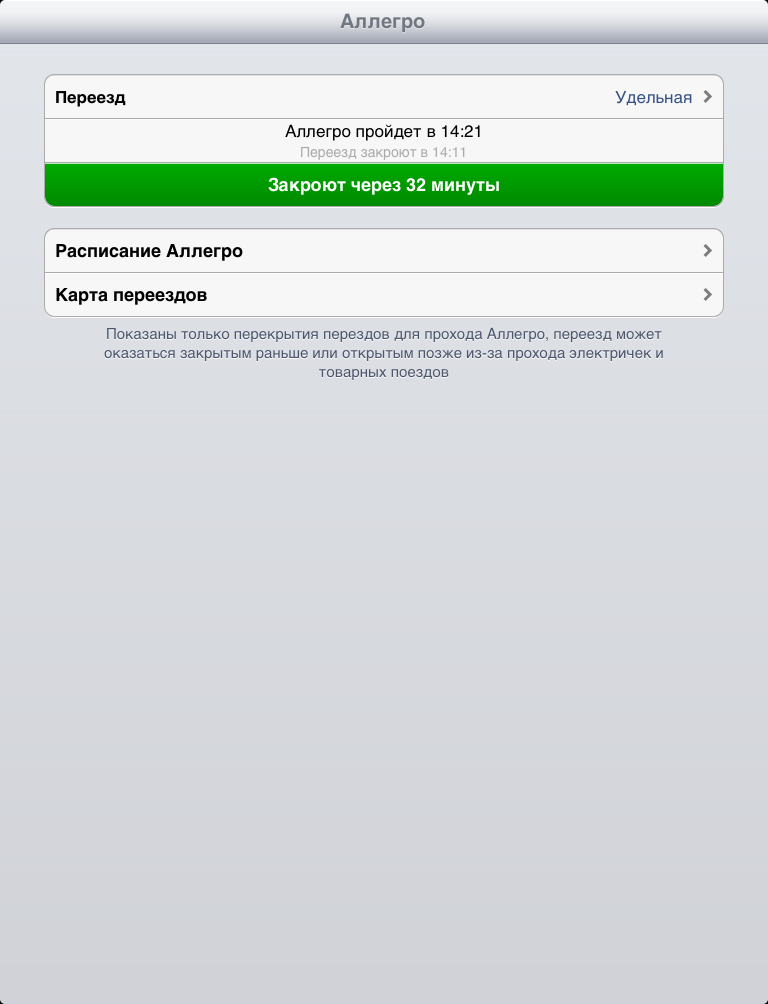 Аллегро
Переезд Удельная
Аллегро пройдет в 14:21
Переезд закроют в 14:11
Закроют через 32 минуты
Расписание Аллегро
Карта переездов
Показаны только перекрытия перездов для прохода Аллегро, переезд может
оказаться закрытым раньше или открытым позже из-за прохода электричек и
товарных поездов